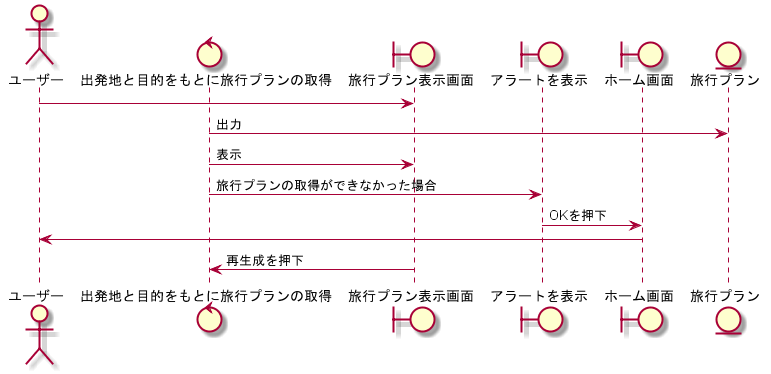 ユーザー 出発地と目的をもとに旅行プランの取得 旅行プラン表示画面 アラートを表示 ホーム画面 旅行プラン
出力
表示
旅行プランの取得ができなかった場合
OKを押下
再生成を押下
ユーザー 出発地と目的をもとに旅行プランの取得 旅行プラン表示画面 アラートを表示 ホーム画面 旅行プラン